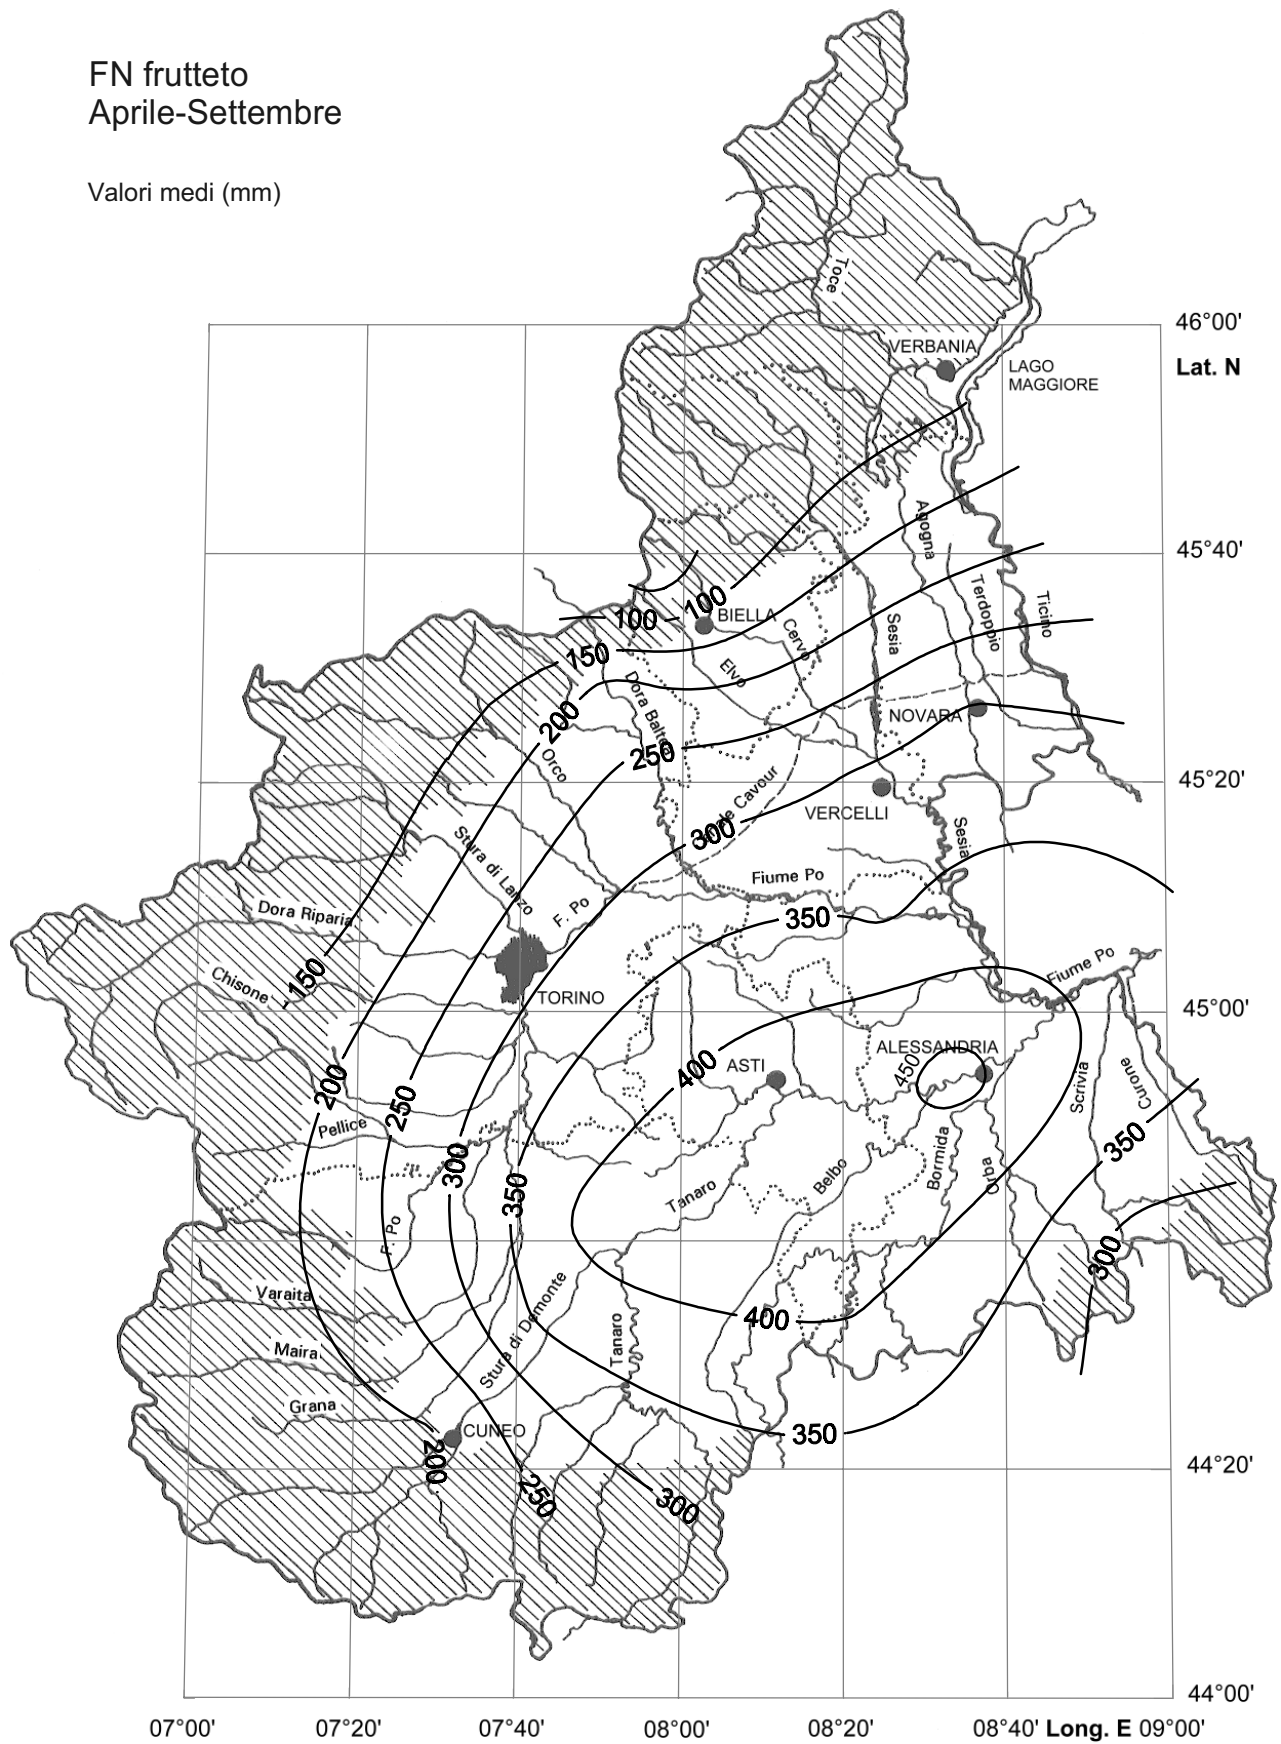 FN frutteto
Aprile-Settembre
Valori medi (mm)
Toce
46°00'
VERBANIA
LAGO
MAGGIORE
Lat. N
Agogna
45°40'
100
100
BIELLA
Cervo
Sesia
Terdoppio
Ticino
150
Elvo
Dora Baltea
200
NOVARA
250
Orco
45°20'
Canale Cavour
VERCELLI
300
Sesia
Stura di Lanzo
Fiume Po
F. Po
350
Dora Riparia
Fiume Po
Chisone
150
TORINO
45°00'
ALESSANDRIA
450
ASTI
400
200
250
Scrivia
Curone
Pellice
350
300
350
Tanaro
Belbo
Bormida
Orba
F. Po
300
Varaita
Stura di Demonte
Tanaro
400
Maira
Grana
CUNEO
350
200
250
300
44°20'
44°00'
07°00'
07°20'
07°40'
08°00'
08°20'
08°40'
Long. E
09°00'